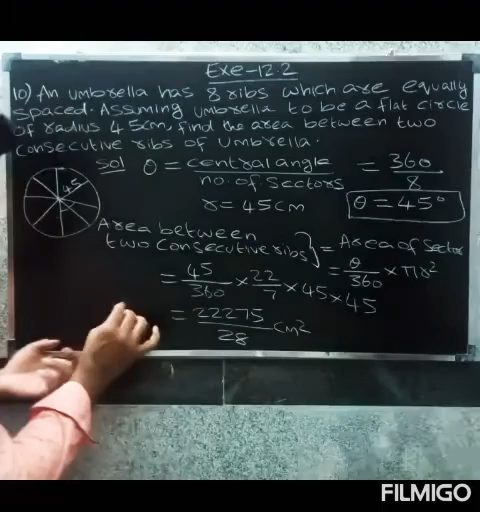 Exe-12.2
10) An umbrella has 8 ribs which are equally
spaced. Assuming umbrella to be a flat circle
of radius 45cm, find the area between two
consecutive ribs of umbrella.
Sol θ = central angle / no. of sectors = 360/8
r = 45cm θ = 45°
45
Area between
two consecutive ribs } = Area of sector
= θ/360 × πr²
= 45/360 × 22/7 × 45 × 45
= 22275/28 cm²
FILMIGO